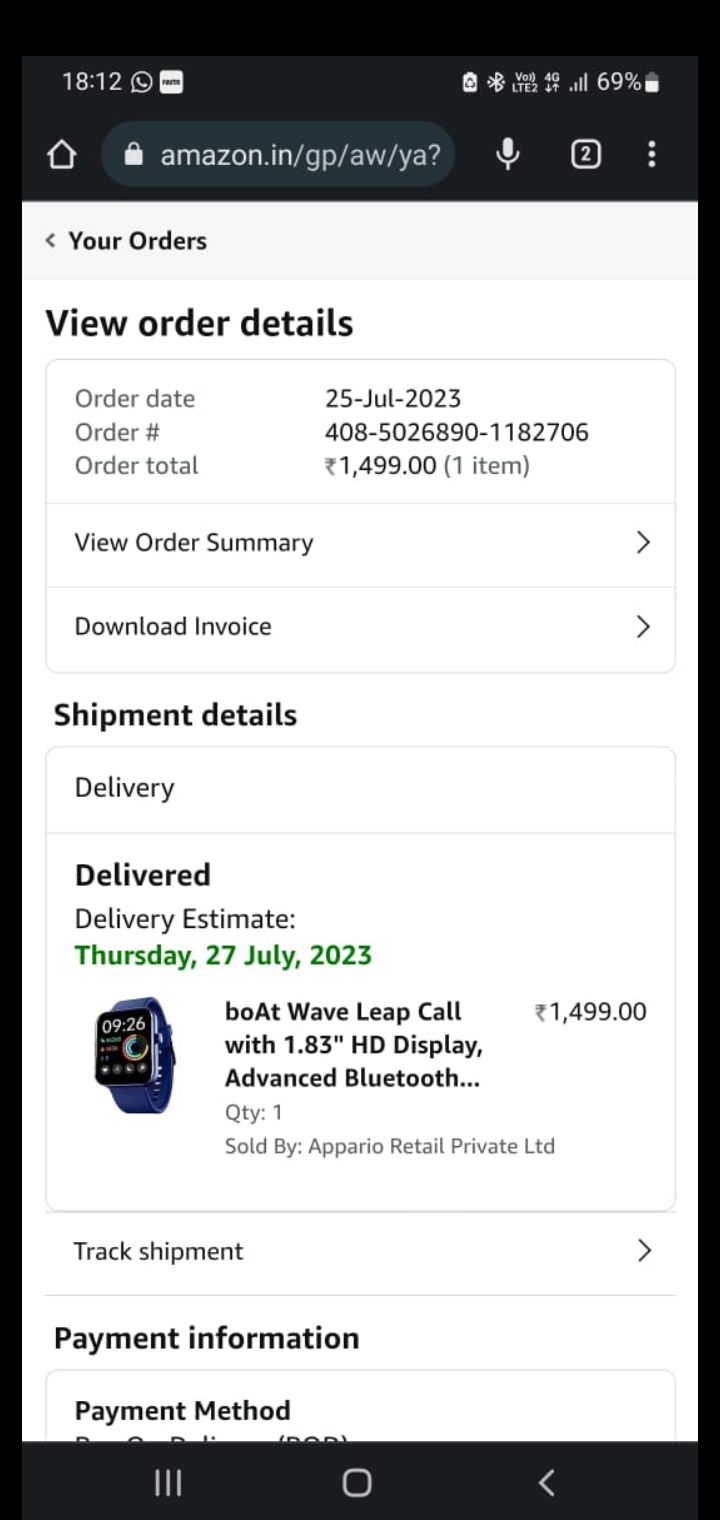 18:12 Vo)) LTE2 4G 69%
amazon.in/gp/aw/ya? 2
Your Orders
View order details
Order date 25-Jul-2023
Order # 408-5026890-1182706
Order total ₹1,499.00 (1 item)
View Order Summary
Download Invoice
Shipment details
Delivery
Delivered
Delivery Estimate:
Thursday, 27 July, 2023
09:26
boAt Wave Leap Call ₹1,499.00
with 1.83" HD Display,
Advanced Bluetooth...
Qty: 1
Sold By: Appario Retail Private Ltd
Track shipment
Payment information
Payment Method